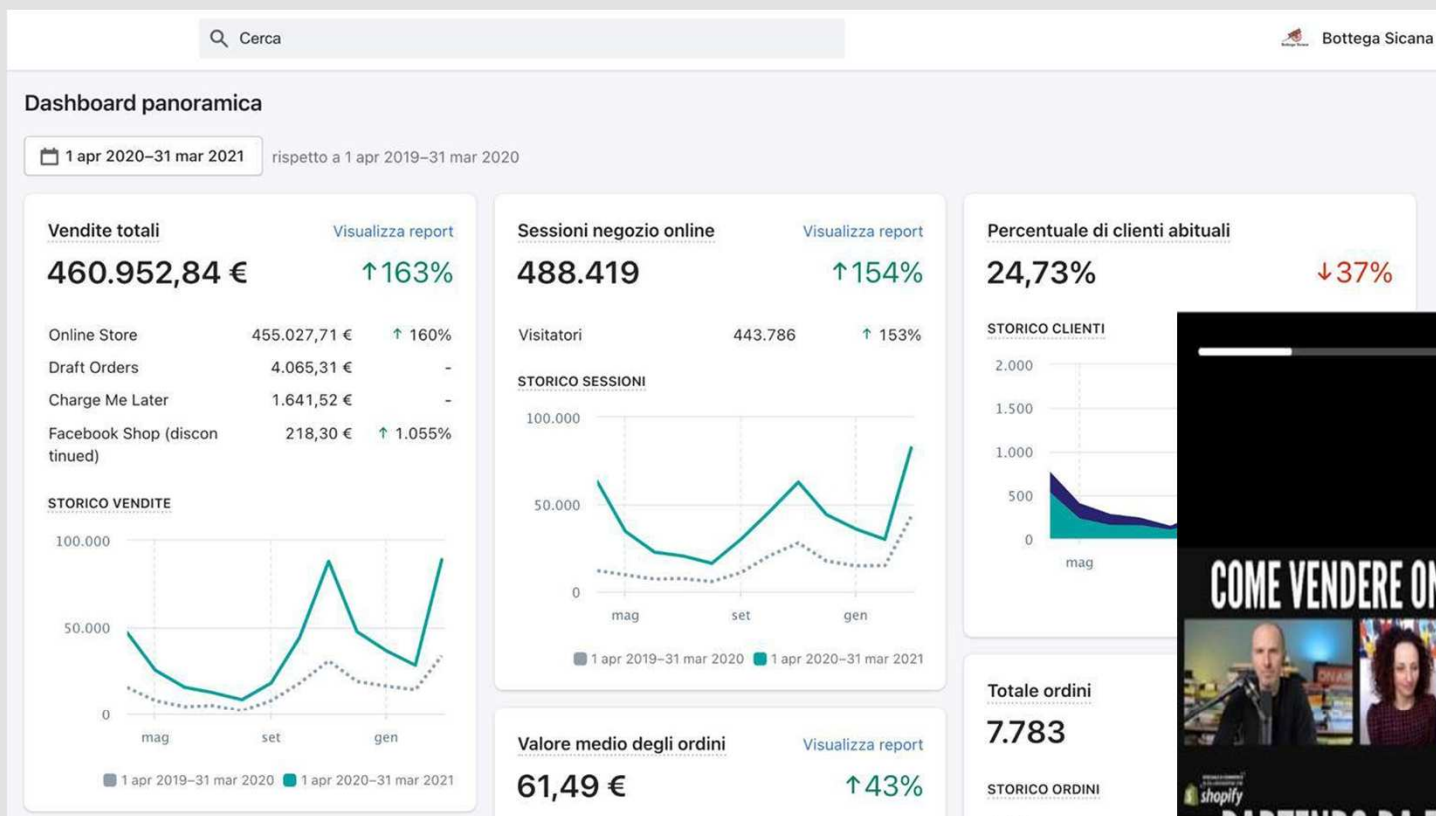 Cerca
Bottega Sicana
Dashboard panoramica
1 apr 2020–31 mar 2021
rispetto a 1 apr 2019–31 mar 2020
Vendite totali
Visualizza report
460.952,84 €
↑163%
Online Store 455.027,71 € ↑ 160%
Draft Orders 4.065,31 € -
Charge Me Later 1.641,52 € -
Facebook Shop (discon 218,30 € ↑ 1.055%
tinued)
STORICO VENDITE
100.000
50.000
0
mag set gen
1 apr 2019–31 mar 2020 1 apr 2020–31 mar 2021
Sessioni negozio online
Visualizza report
488.419
↑154%
Visitatori 443.786 ↑ 153%
STORICO SESSIONI
100.000
50.000
0
mag set gen
1 apr 2019–31 mar 2020 1 apr 2020–31 mar 2021
Valore medio degli ordini
Visualizza report
61,49 €
↑43%
Percentuale di clienti abituali
24,73%
↓37%
STORICO CLIENTI
2.000
1.500
1.000
500
0
mag
Totale ordini
7.783
STORICO ORDINI
COME VENDERE ON
ON AIR
shopify